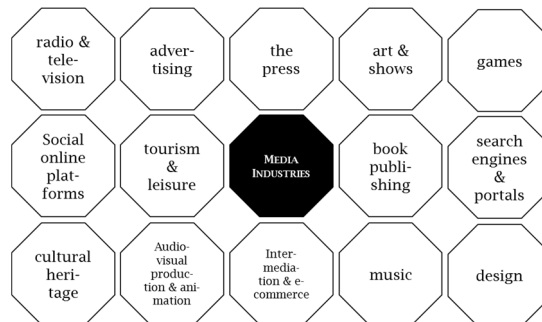 radio &
tele-
vision
adver-
tising
the
press
art &
shows
games
Social
online
plat-
forms
tourism
&
leisure
MEDIA
INDUSTRIES
book
publi-
shing
search
engines
&
portals
cultural
heri-
tage
Audio-
visual
produc-
tion & ani-
mation
Inter-
media-
tion & e-
commerce
music
design